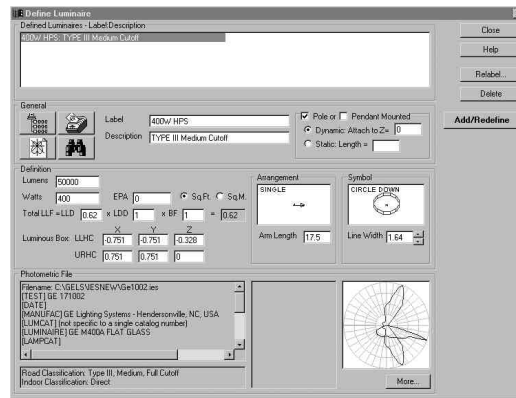 Define Luminaire
Defined Luminaires - Label:Description
400W HPS: TYPE III Medium Cutoff
Close
Help
Relabel...
Delete
Add/Redefine
General
Label 400W HPS
Description TYPE III Medium Cutoff
Pole or Pendant Mounted
Dynamic: Attach to Z= 0
Static: Length =
Definition
Lumens 50000
Watts 400 EPA 0 Sq.Ft. Sq.M.
Total LLF =LLD 0.62 x LDD 1 x BF 1 = 0.62
X Y Z
Luminous Box: LLHC -0.751 -0.751 -0.328
URHC 0.751 0.751 0
Arrangement
SINGLE
Arm Length 17.5
Symbol
CIRCLE DOWN
Line Width 1.64
Photometric File
Filename: C:\GELS\IESNEW\Ge1002.ies
[TEST] GE 171002
[DATE]
[MANUFAC] GE Lighting Systems - Hendersonville, NC, USA
[LUMCAT] (not specific to a single catalog number)
[LUMINAIRE] GE M400A FLAT GLASS
[LAMPCAT]
Road Classification: Type III, Medium, Full Cutoff
Indoor Classification: Direct
More...